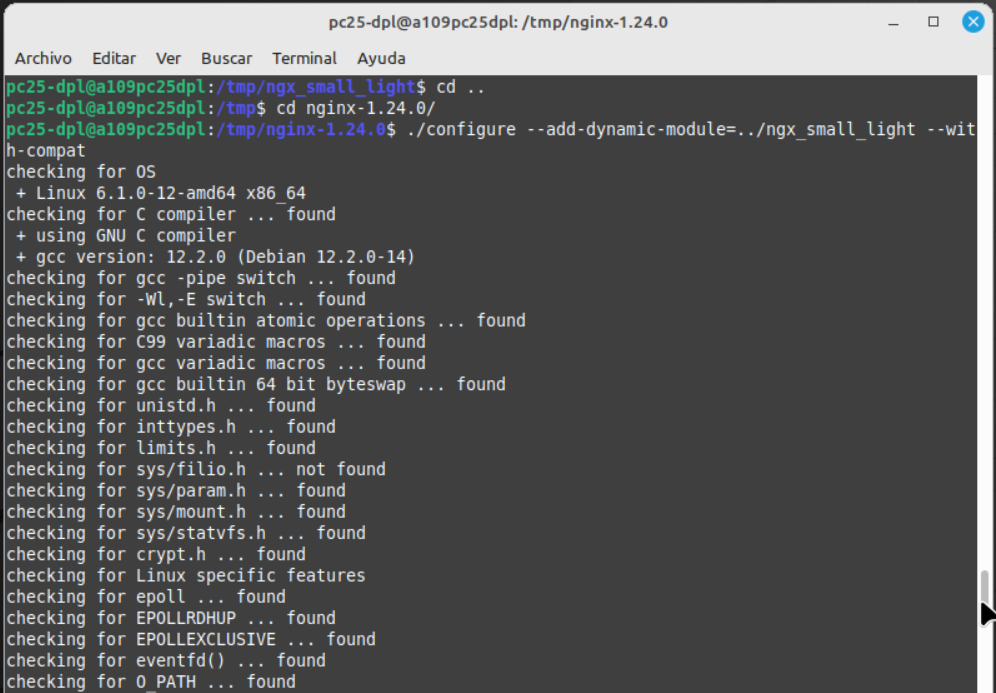 pc25-dpl@a109pc25dpl: /tmp/nginx-1.24.0
Archivo Editar Ver Buscar Terminal Ayuda
pc25-dpl@a109pc25dpl:/tmp/ngx_small_light$ cd ..
pc25-dpl@a109pc25dpl:/tmp$ cd nginx-1.24.0/
pc25-dpl@a109pc25dpl:/tmp/nginx-1.24.0$ ./configure --add-dynamic-module=../ngx_small_light --wit
h-compat
checking for OS
 + Linux 6.1.0-12-amd64 x86_64
checking for C compiler ... found
 + using GNU C compiler
 + gcc version: 12.2.0 (Debian 12.2.0-14)
checking for gcc -pipe switch ... found
checking for -Wl,-E switch ... found
checking for gcc builtin atomic operations ... found
checking for C99 variadic macros ... found
checking for gcc variadic macros ... found
checking for gcc builtin 64 bit byteswap ... found
checking for unistd.h ... found
checking for inttypes.h ... found
checking for limits.h ... found
checking for sys/filio.h ... not found
checking for sys/param.h ... found
checking for sys/mount.h ... found
checking for sys/statvfs.h ... found
checking for crypt.h ... found
checking for Linux specific features
checking for epoll ... found
checking for EPOLLRDHUP ... found
checking for EPOLLEXCLUSIVE ... found
checking for eventfd() ... found
checking for O_PATH ... found